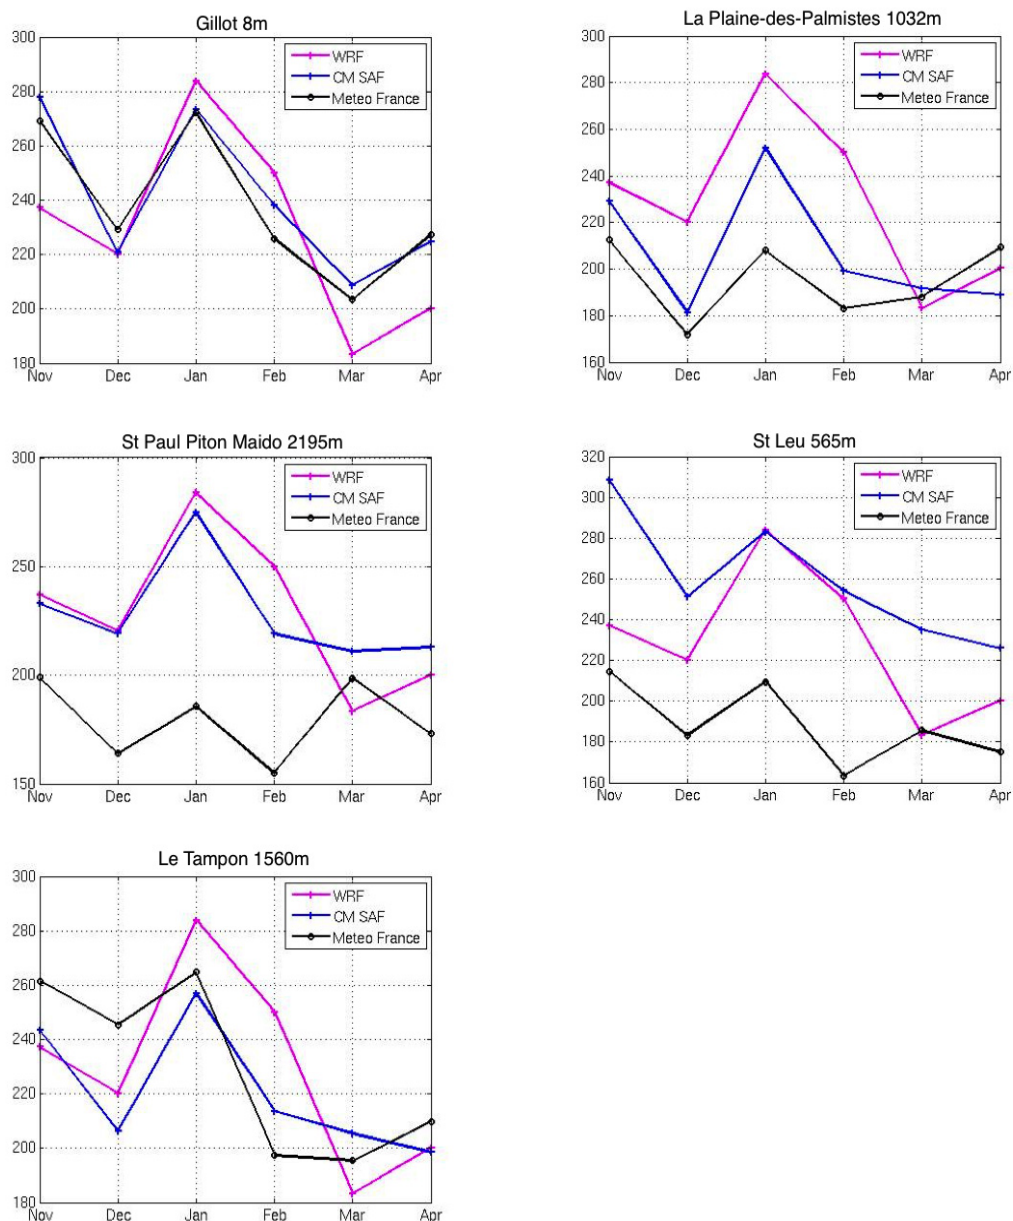 Gillot 8m
300
280
260
240
220
200
180
Nov Dec Jan Feb Mar Apr
WRF
CM SAF
Meteo France
La Plaine-des-Palmistes 1032m
300
280
260
240
220
200
180
160
Nov Dec Jan Feb Mar Apr
WRF
CM SAF
Meteo France
St Paul Piton Maido 2195m
300
250
200
150
Nov Dec Jan Feb Mar Apr
WRF
CM SAF
Meteo France
St Leu 565m
320
300
280
260
240
220
200
180
160
Nov Dec Jan Feb Mar Apr
WRF
CM SAF
Meteo France
Le Tampon 1560m
300
280
260
240
220
200
180
Nov Dec Jan Feb Mar Apr
WRF
CM SAF
Meteo France